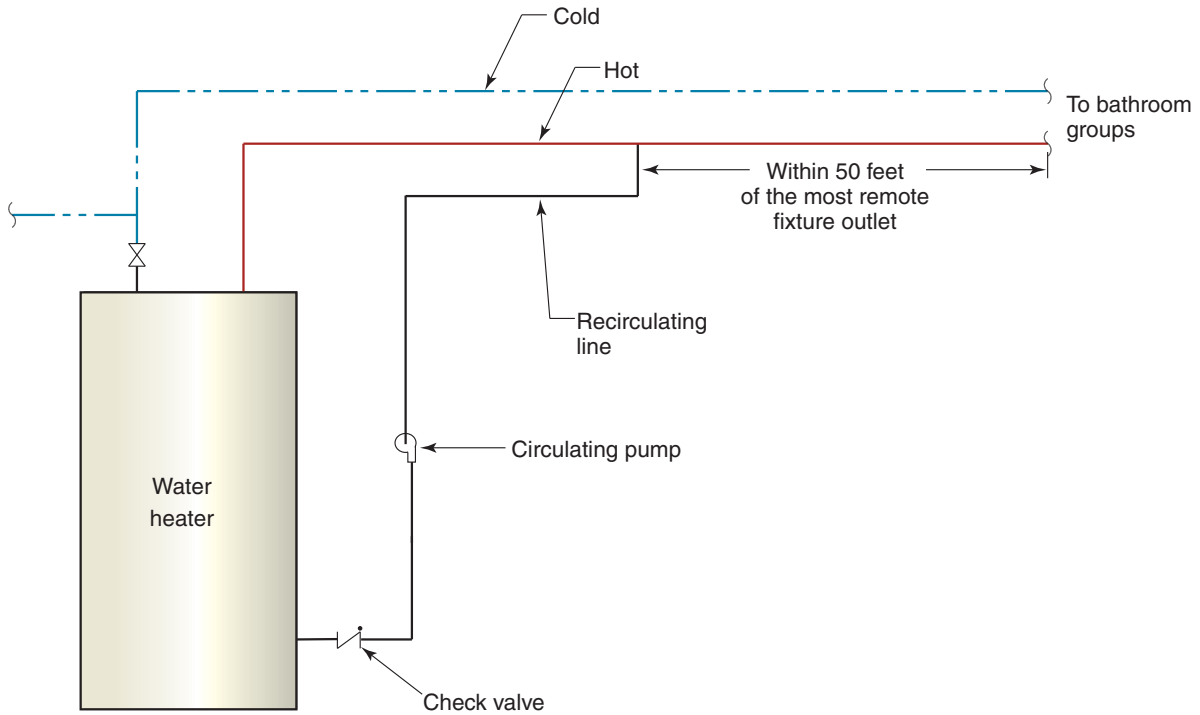 Cold
Hot
To bathroom
groups
Within 50 feet
of the most remote
fixture outlet
Recirculating
line
Circulating pump
Water
heater
Check valve